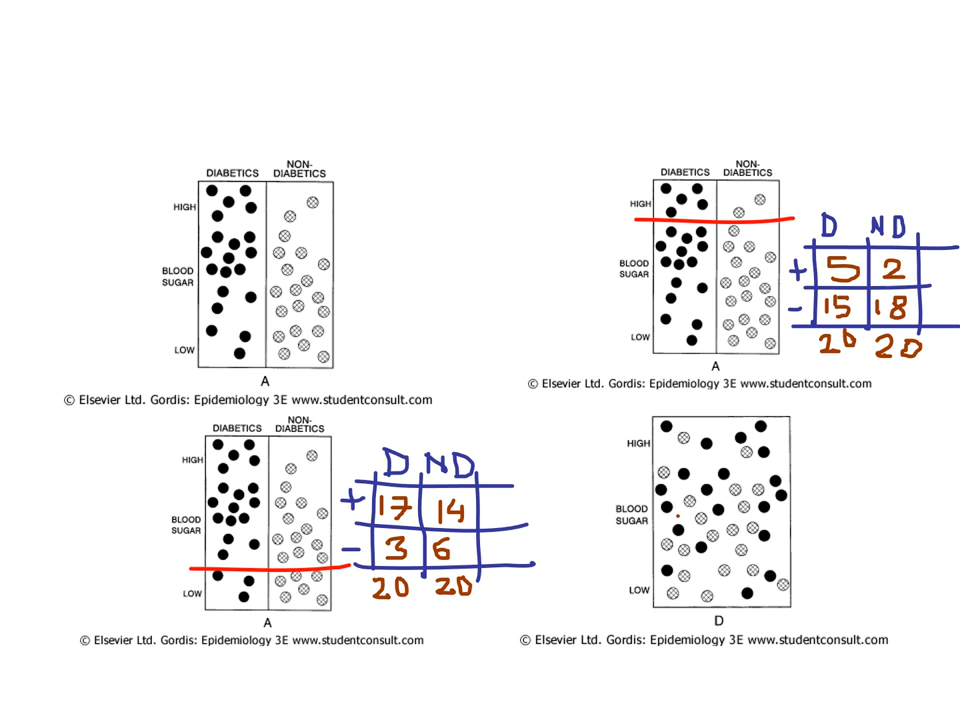 DIABETICS NON-DIABETICS
HIGH
BLOOD SUGAR
LOW
A
© Elsevier Ltd. Gordis: Epidemiology 3E www.studentconsult.com
DIABETICS NON-DIABETICS
HIGH
BLOOD SUGAR
LOW
A
© Elsevier Ltd. Gordis: Epidemiology 3E www.studentconsult.com
D ND
+ 5 2
- 15 18
20 20
DIABETICS NON-DIABETICS
HIGH
BLOOD SUGAR
LOW
A
© Elsevier Ltd. Gordis: Epidemiology 3E www.studentconsult.com
D ND
+ 17 14
- 3 6
20 20
HIGH
BLOOD SUGAR
LOW
D
© Elsevier Ltd. Gordis: Epidemiology 3E www.studentconsult.com